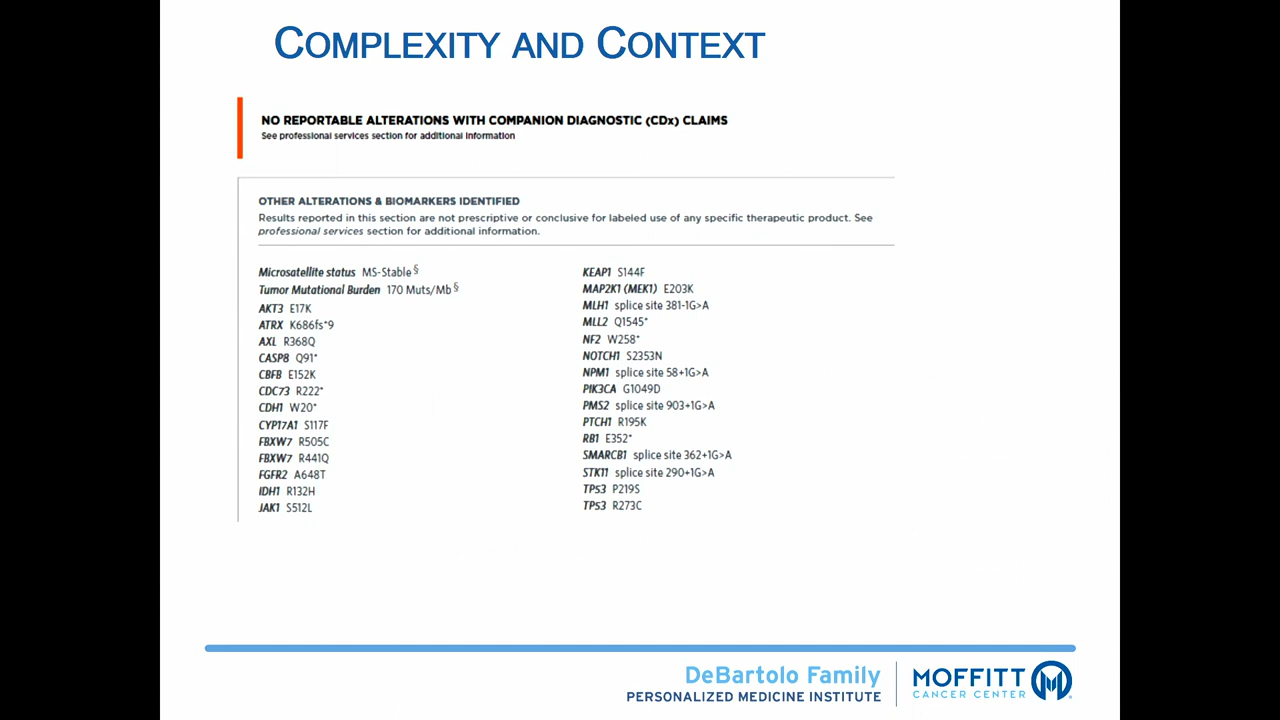 COMPLEXITY AND CONTEXT
NO REPORTABLE ALTERATIONS WITH COMPANION DIAGNOSTIC (CDx) CLAIMS
See professional services section for additional information
OTHER ALTERATIONS & BIOMARKERS IDENTIFIED
Results reported in this section are not prescriptive or conclusive for labeled use of any specific therapeutic product. See
professional services section for additional information.
Microsatellite status MS-Stable §
Tumor Mutational Burden 170 Muts/Mb §
AKT3 E17K
ATRX K686fs*9
AXL R368Q
CASP8 Q91*
CBFB E152K
CDC73 R222*
CDH1 W20*
CYP17A1 S117F
FBXW7 R505C
FBXW7 R441Q
FGFR2 A648T
IDH1 R132H
JAK1 S512L
KEAP1 S144F
MAP2K1 (MEK1) E203K
MLH1 splice site 381-1G>A
MLL2 Q1545*
NF2 W258*
NOTCH1 S2353N
NPM1 splice site 58+1G>A
PIK3CA G1049D
PMS2 splice site 903+1G>A
PTCH1 R195K
RB1 E352*
SMARCB1 splice site 362+1G>A
STK11 splice site 290+1G>A
TP53 P219S
TP53 R273C
DeBartolo Family
PERSONALIZED MEDICINE INSTITUTE
MOFFITT
CANCER CENTER